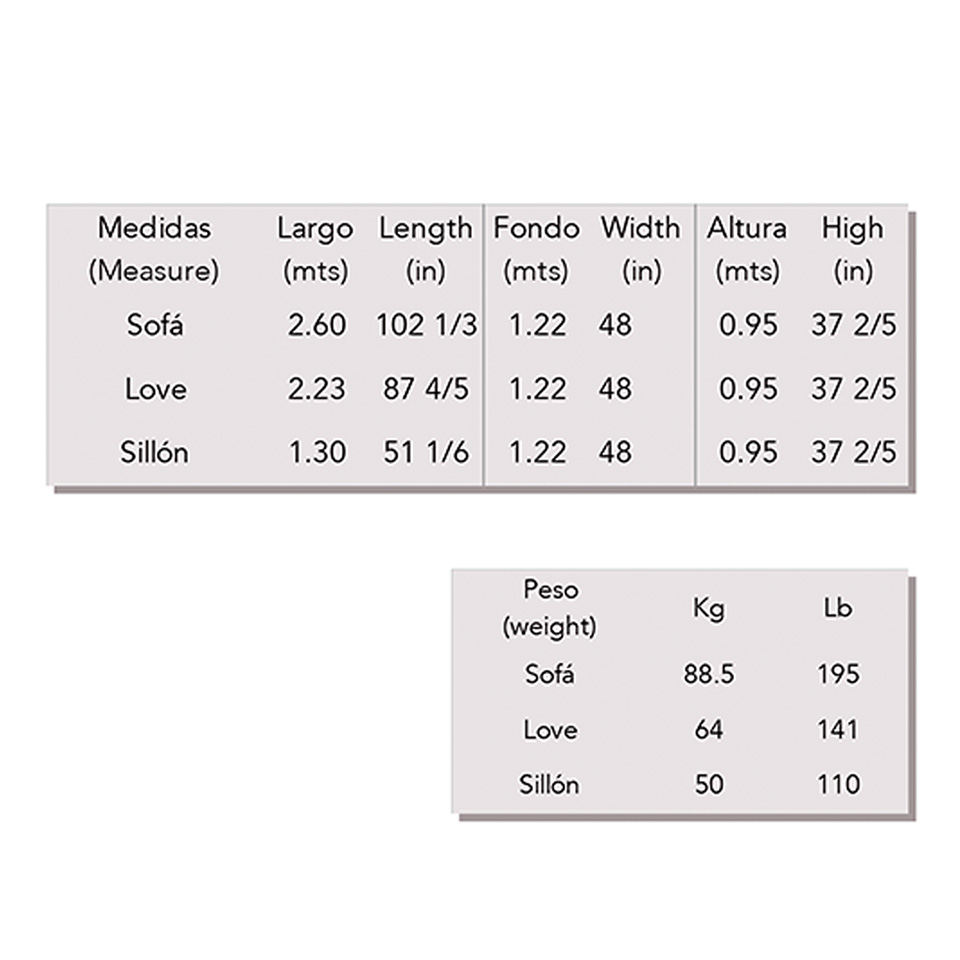 Medidas Largo Length Fondo Width Altura High
(Measure) (mts) (in) (mts) (in) (mts) (in)
Sofá 2.60 102 1/3 1.22 48 0.95 37 2/5
Love 2.23 87 4/5 1.22 48 0.95 37 2/5
Sillón 1.30 51 1/6 1.22 48 0.95 37 2/5
Peso
(weight) Kg Lb
Sofá 88.5 195
Love 64 141
Sillón 50 110